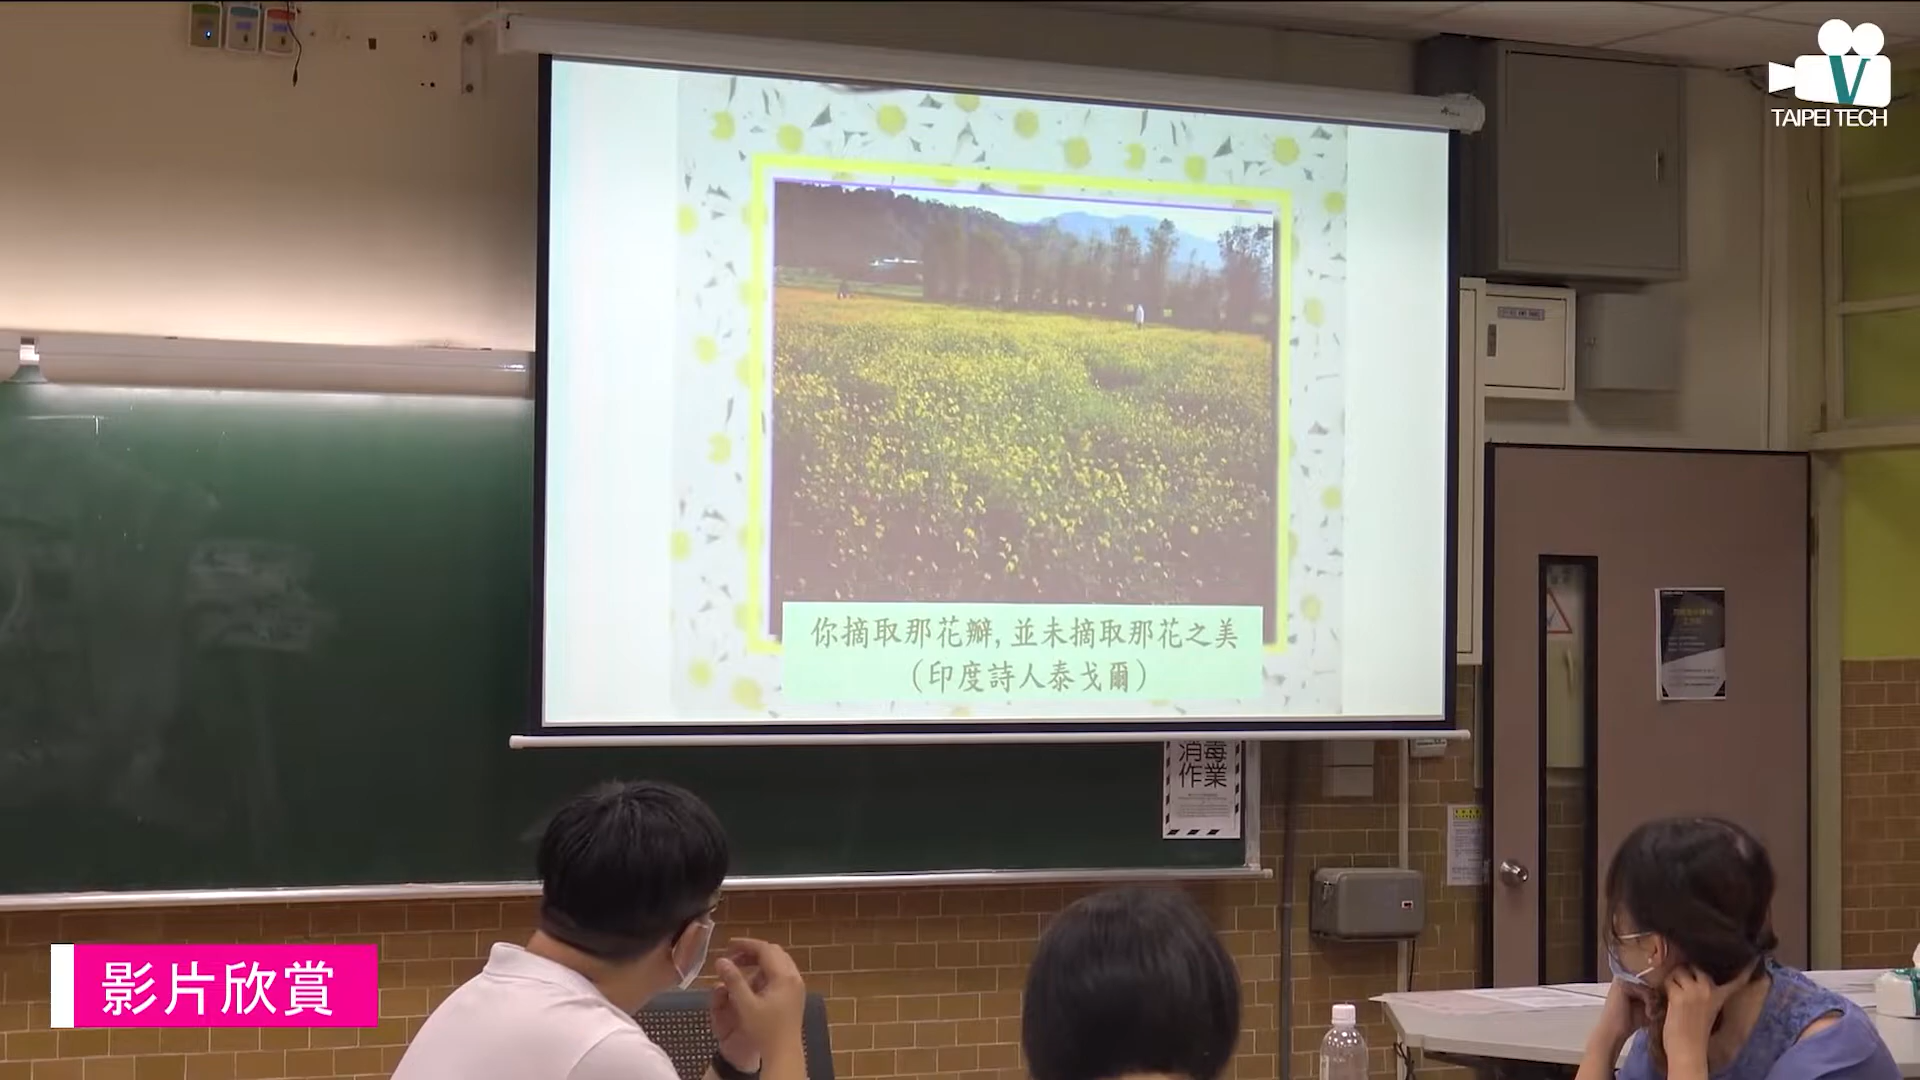 V
TAIPEI TECH
你摘取那花瓣,並未摘取那花之美
(印度詩人泰戈爾)
消毒
作業
影片欣賞